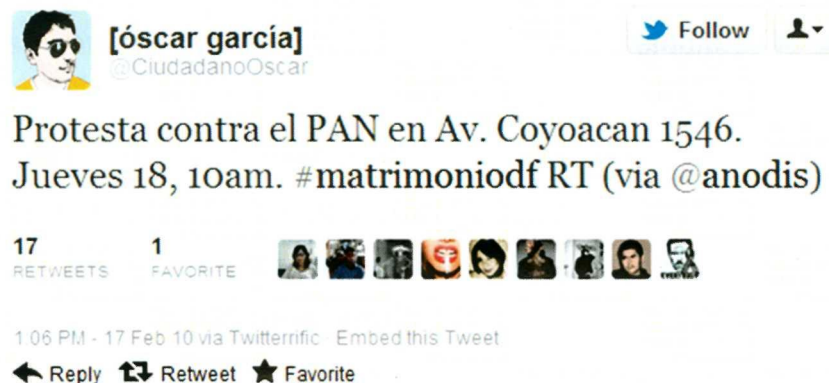 [óscar garcía]
Follow
@CiudadanoOscar
Protesta contra el PAN en Av. Coyoacan 1546.
Jueves 18, 10am. #matrimoniodf RT (via @anodis)
17
1
RETWEETS
FAVORITE
1:06 PM - 17 Feb 10 via Twitterrific · Embed this Tweet
Reply Retweet Favorite